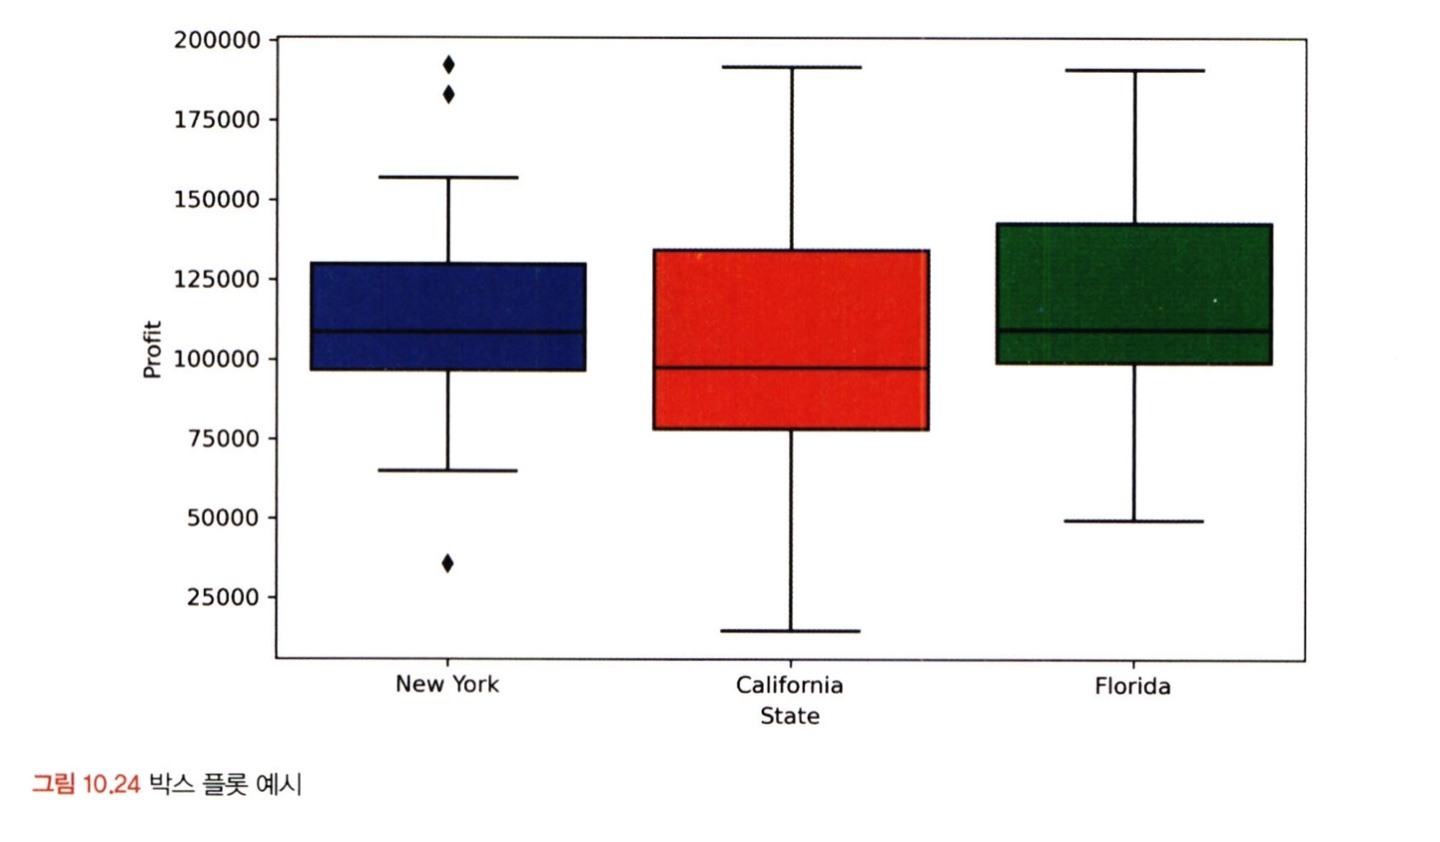 200000
175000
150000
125000
100000
75000
50000
25000
Profit
New York
California
Florida
State
그림 10.24 박스 플롯 예시